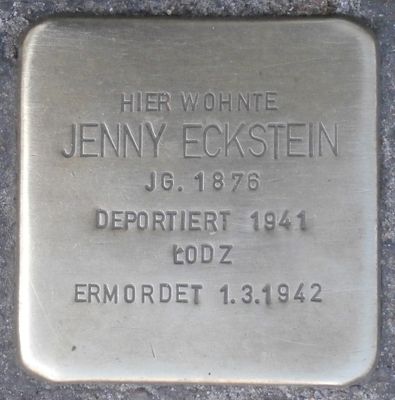 HIER WOHNTE
JENNY ECKSTEIN
JG. 1876
DEPORTIERT 1941
ŁODZ
ERMORDET 1.3.1942